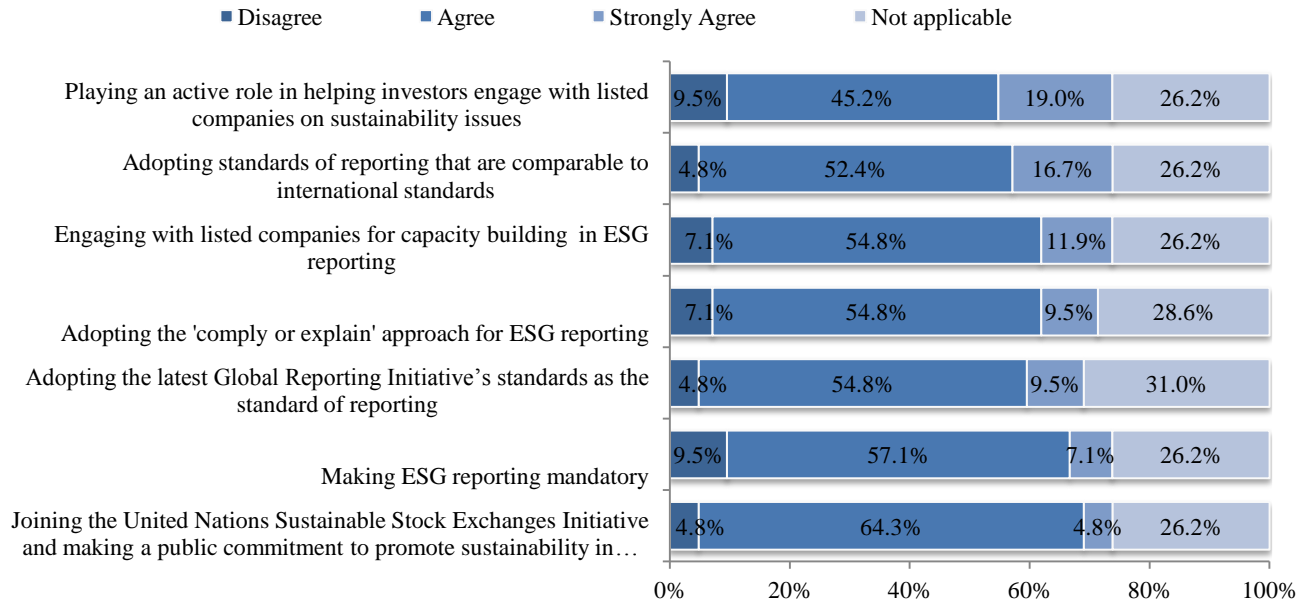 Disagree Agree Strongly Agree Not applicable
Playing an active role in helping investors engage with listed
companies on sustainability issues
9.5% 45.2% 19.0% 26.2%
Adopting standards of reporting that are comparable to
international standards
4.8% 52.4% 16.7% 26.2%
Engaging with listed companies for capacity building in ESG
reporting
7.1% 54.8% 11.9% 26.2%
Adopting the 'comply or explain' approach for ESG reporting
7.1% 54.8% 9.5% 28.6%
Adopting the latest Global Reporting Initiative’s standards as the
standard of reporting
4.8% 54.8% 9.5% 31.0%
Making ESG reporting mandatory
9.5% 57.1% 7.1% 26.2%
Joining the United Nations Sustainable Stock Exchanges Initiative
and making a public commitment to promote sustainability in…
4.8% 64.3% 4.8% 26.2%
0% 20% 40% 60% 80% 100%